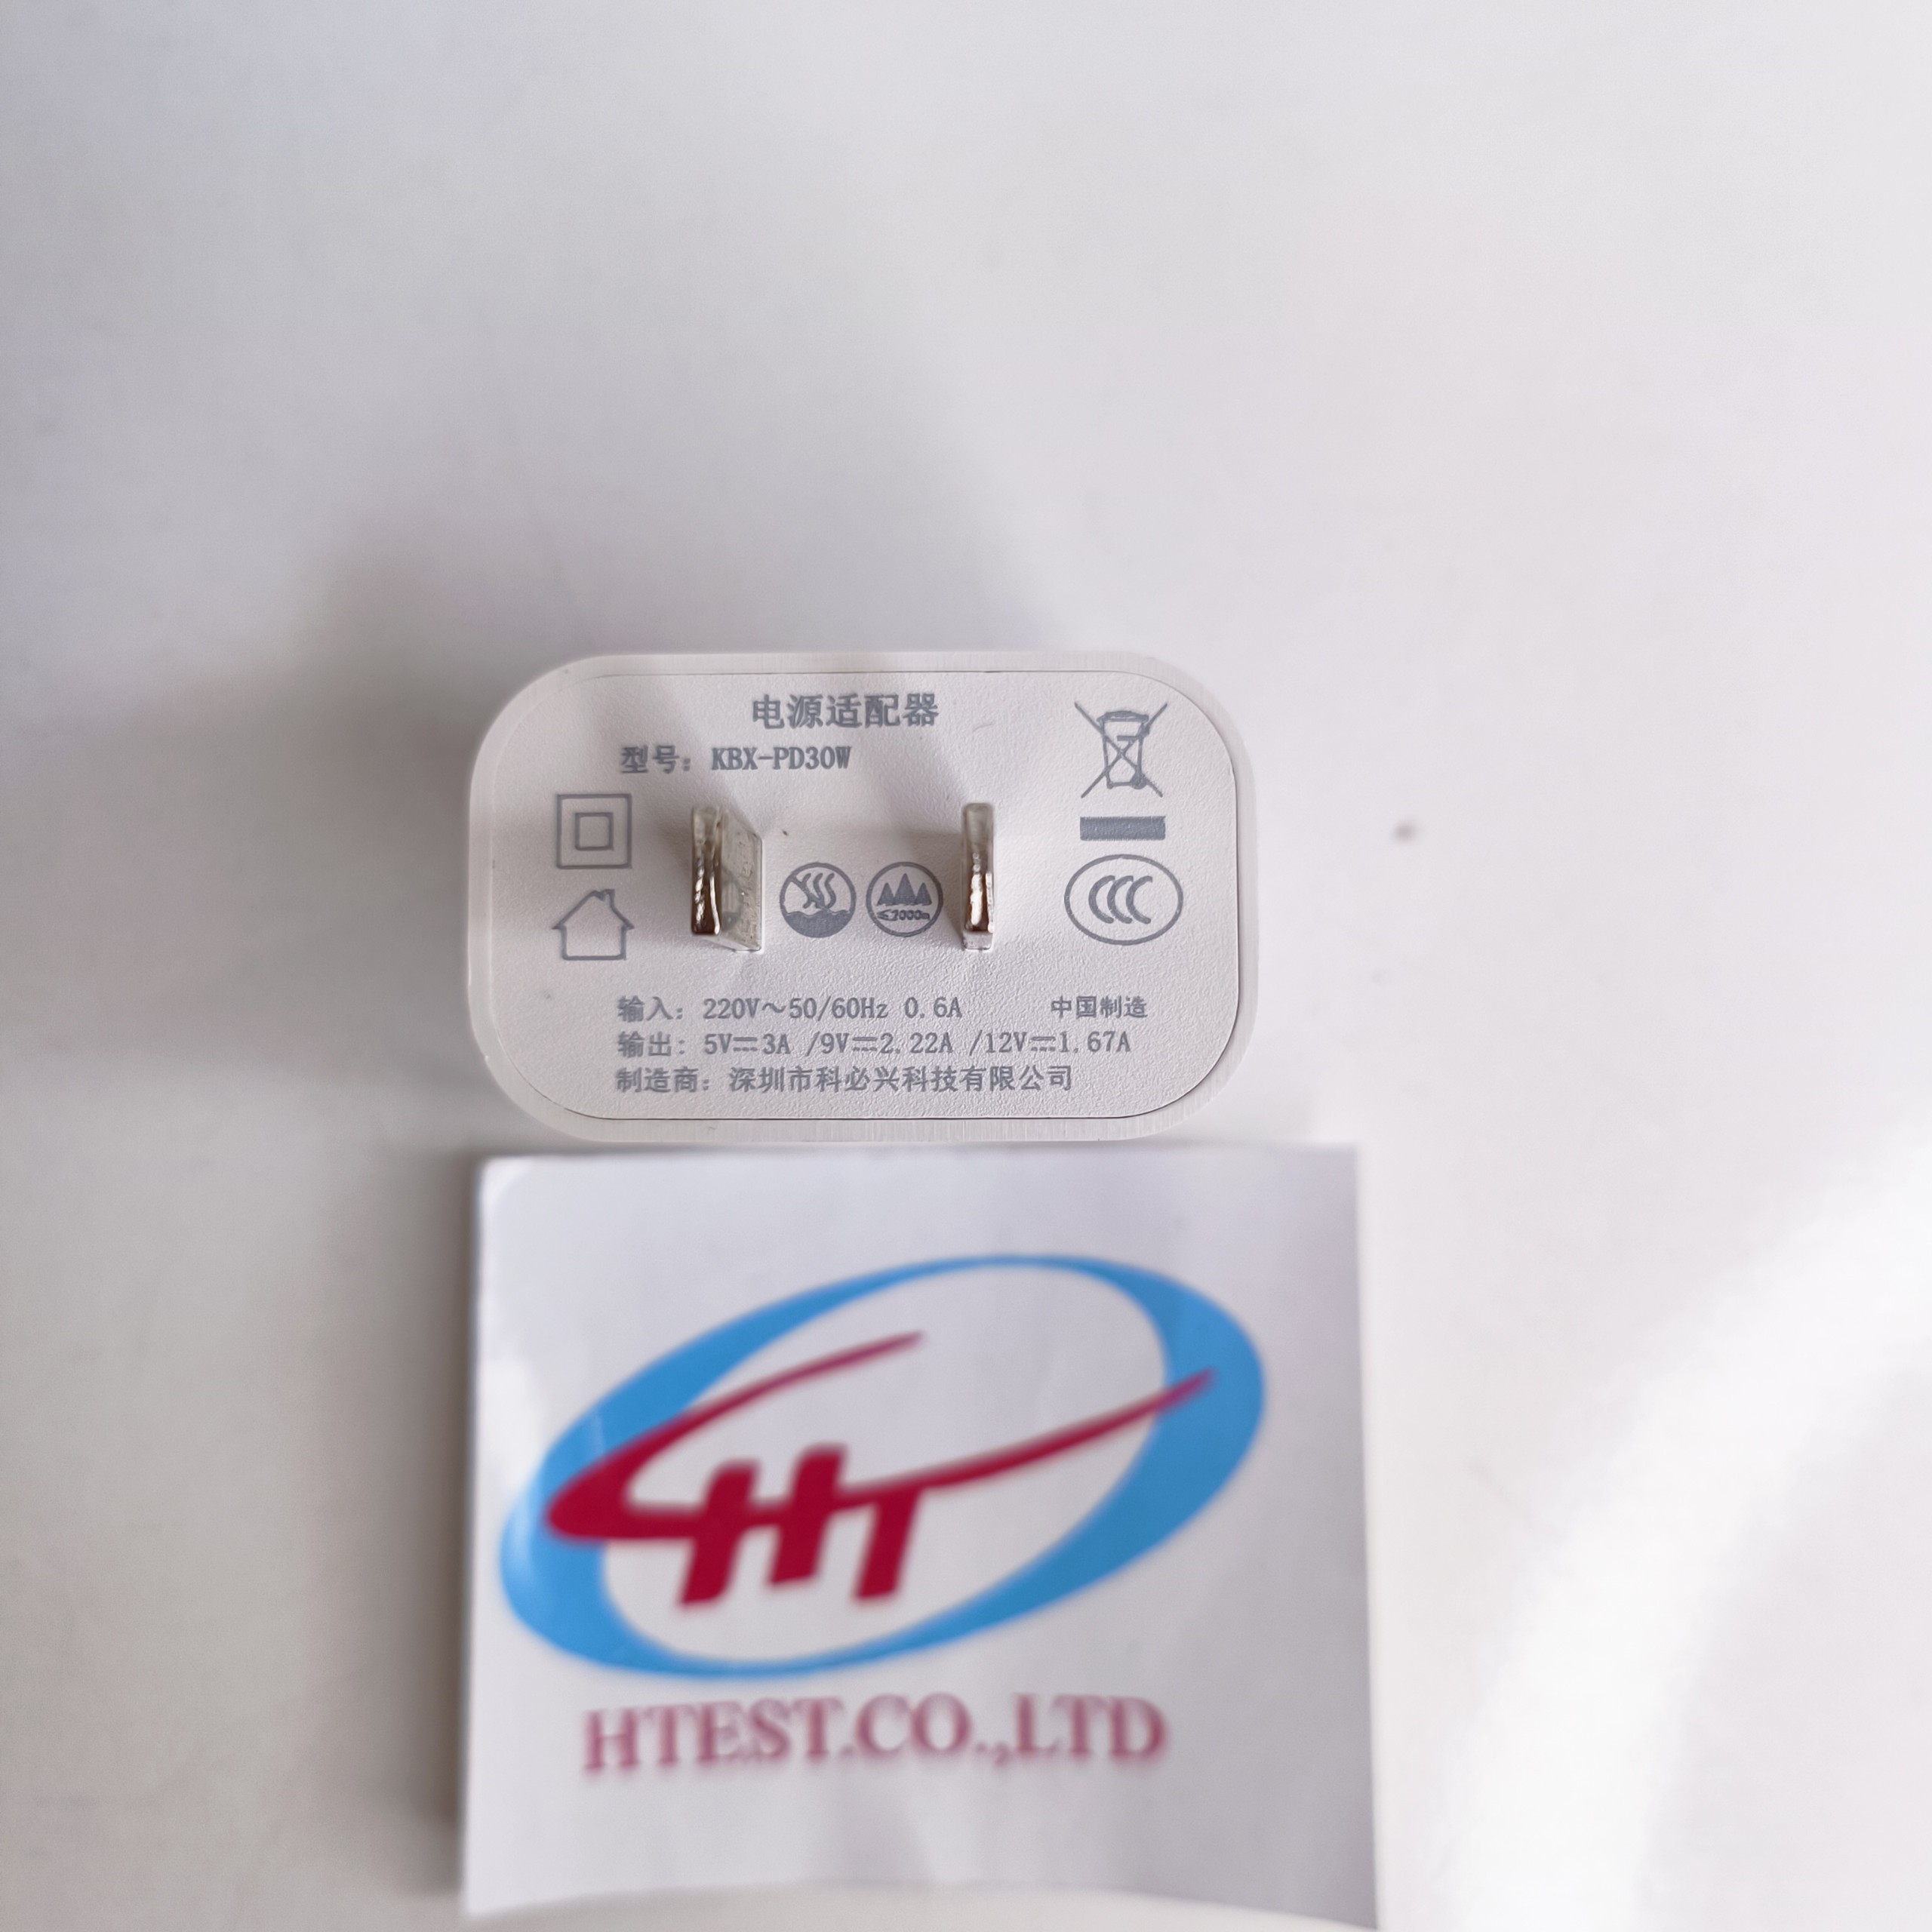 电源适配器
型号: KBX-PD30W
≤2000m
输入: 220V～50/60Hz 0.6A 中国制造
输出: 5V⎓3A /9V⎓2.22A /12V⎓1.67A
制造商: 深圳市科必兴科技有限公司
HT
HTEST.CO.,LTD